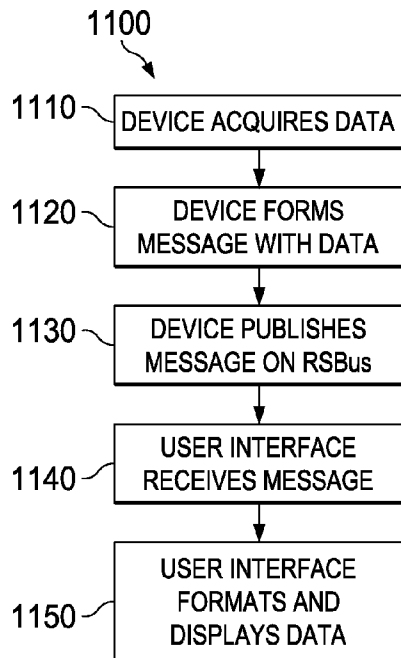 1100
1110
DEVICE ACQUIRES DATA
1120
DEVICE FORMS
MESSAGE WITH DATA
1130
DEVICE PUBLISHES
MESSAGE ON RSBus
1140
USER INTERFACE
RECEIVES MESSAGE
1150
USER INTERFACE
FORMATS AND
DISPLAYS DATA